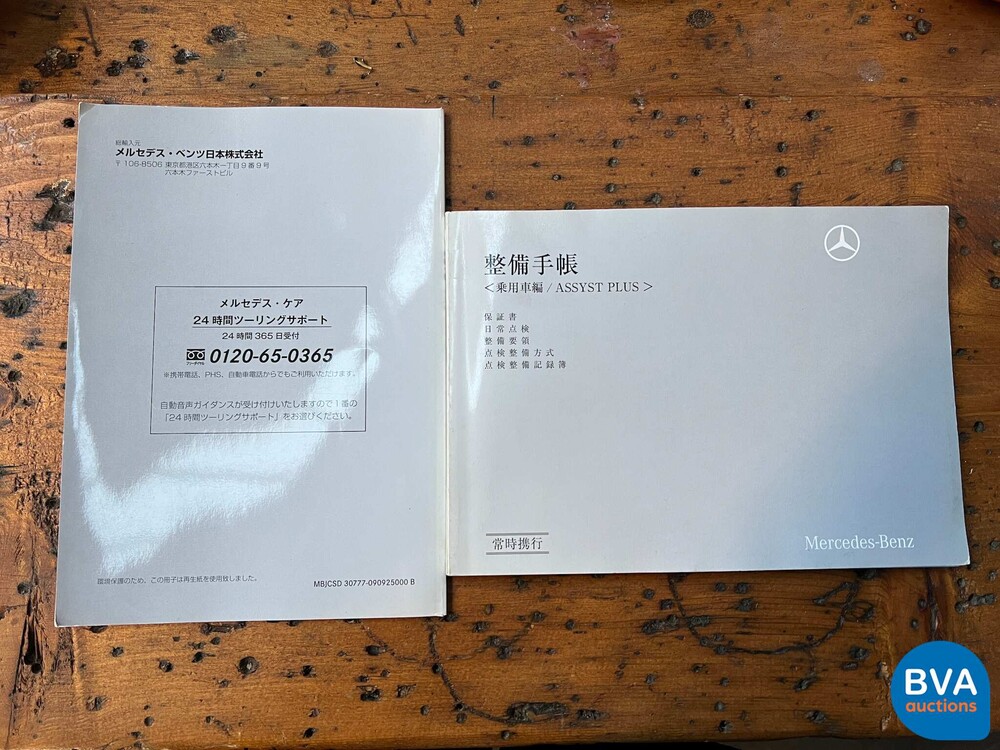 総輸入元
メルセデス・ベンツ日本株式会社
〒106-8506 東京都港区六本木一丁目9番9号
六本木ファーストビル
メルセデス・ケア
24時間ツーリングサポート
24時間365日受付
フリーダイヤル 0120-65-0365
※携帯電話、PHS、自動車電話からでもご利用いただけます。
自動音声ガイダンスが受け付けいたしますので1番の
「24時間ツーリングサポート」をお選びください。
環境保護のため、この冊子は再生紙を使用致しました。
MBJCSD 30777-090925000 B
整備手帳
<乗用車編/ASSYST PLUS>
保証書
日常点検
整備要領
点検整備方式
点検整備記録簿
常時携行
Mercedes-Benz
BVA
auctions